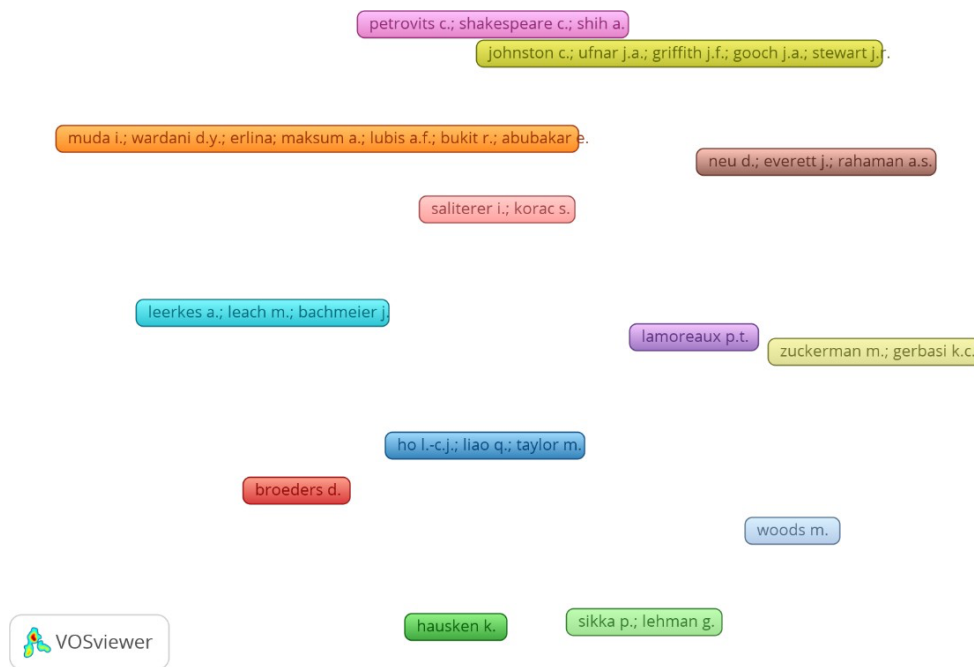 petrovits c.; shakespeare c.; shih a.
johnston c.; ufnar j.a.; griffith j.f.; gooch j.a.; stewart j.r.
muda i.; wardani d.y.; erlina; maksum a.; lubis a.f.; bukit r.; abubakar e.
neu d.; everett j.; rahaman a.s.
saliterer i.; korac s.
leerkes a.; leach m.; bachmeier j.
lamoreaux p.t.
zuckerman m.; gerbasi k.c.
ho l.-c.j.; liao q.; taylor m.
broeders d.
woods m.
sikka p.; lehman g.
hausken k.
VOSviewer